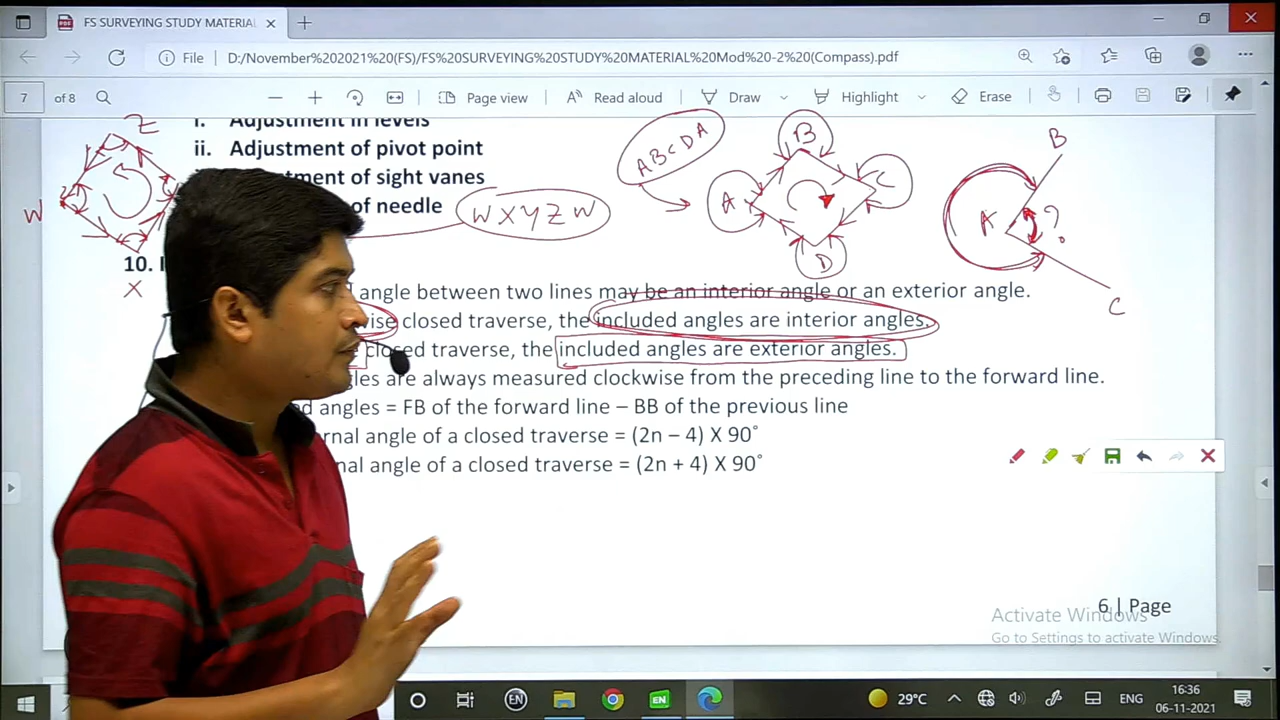 FS SURVEYING STUDY MATERIAL
File D:/November%202021%20(FS)/FS%20SURVEYING%20STUDY%20MATERIAL%20Mod%20-2%20(Compass).pdf
7 of 8 Page view Read aloud Draw Highlight Erase
i. Adjustment in levels
ii. Adjustment of pivot point
of sight vanes
of needle
Z
W
X
W X Y Z W
A B C D A
A
B
C
D
B
A
?
C
10.
angle between two lines may be an interior angle or an exterior angle.
closed traverse, the included angles are interior angles.
closed traverse, the included angles are exterior angles.
are always measured clockwise from the preceding line to the forward line.
angles = FB of the forward line – BB of the previous line
angle of a closed traverse = (2n – 4) X 90˚
angle of a closed traverse = (2n + 4) X 90˚
6 | Page
Activate Windows
Go to Settings to activate Windows.
EN EN 29°C ENG 16:36
06-11-2021